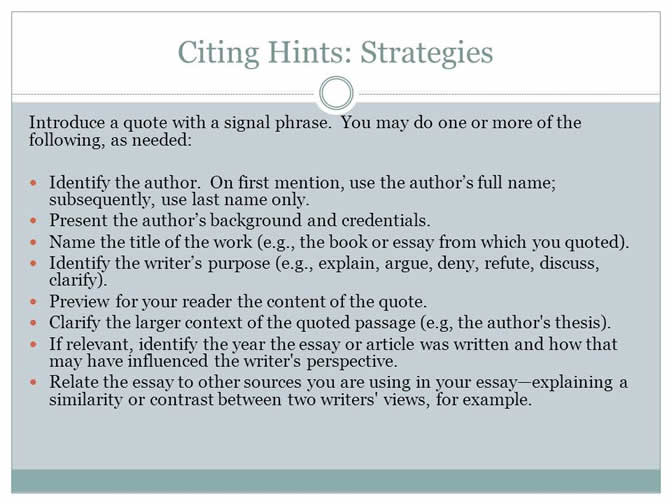 Citing Hints: Strategies
Introduce a quote with a signal phrase.  You may do one or more of the
following, as needed:
• Identify the author.  On first mention, use the author’s full name;
subsequently, use last name only.
• Present the author’s background and credentials.
• Name the title of the work (e.g., the book or essay from which you quoted).
• Identify the writer’s purpose (e.g., explain, argue, deny, refute, discuss,
clarify).
• Preview for your reader the content of the quote.
• Clarify the larger context of the quoted passage (e.g, the author's thesis).
• If relevant, identify the year the essay or article was written and how that
may have influenced the writer's perspective.
• Relate the essay to other sources you are using in your essay—explaining a
similarity or contrast between two writers' views, for example.